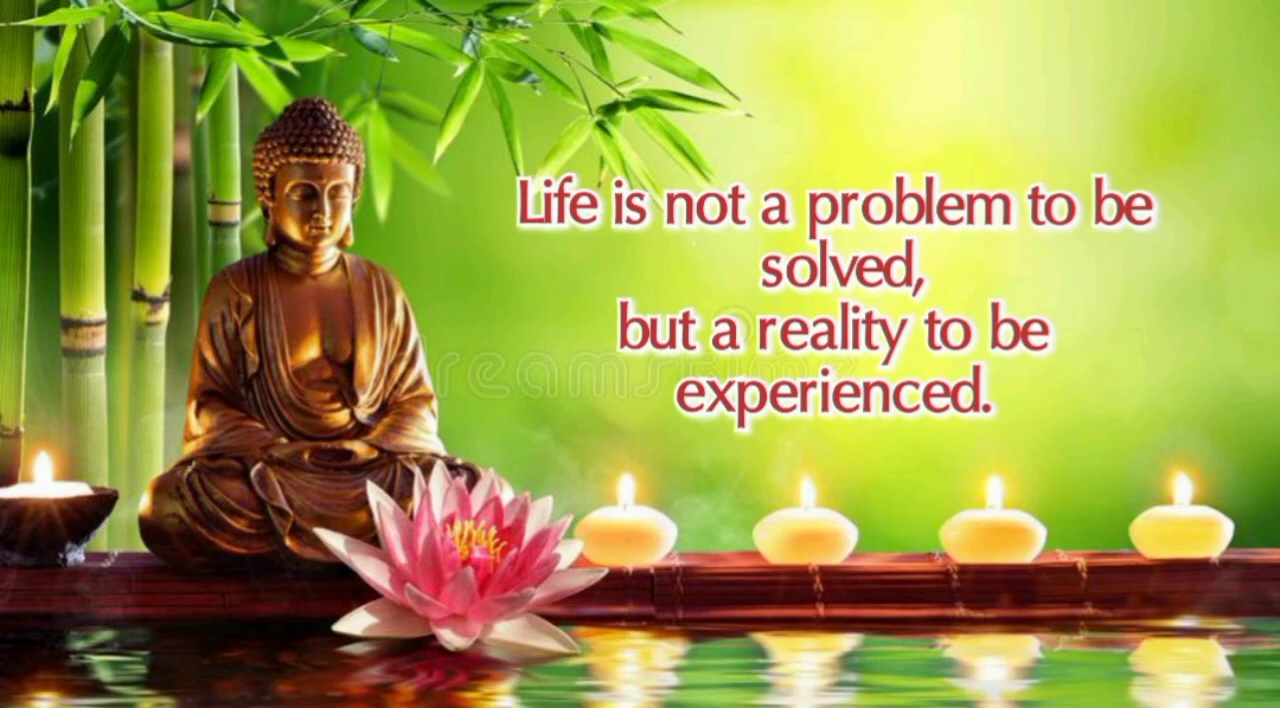 Life is not a problem to be
solved,
but a reality to be
experienced.